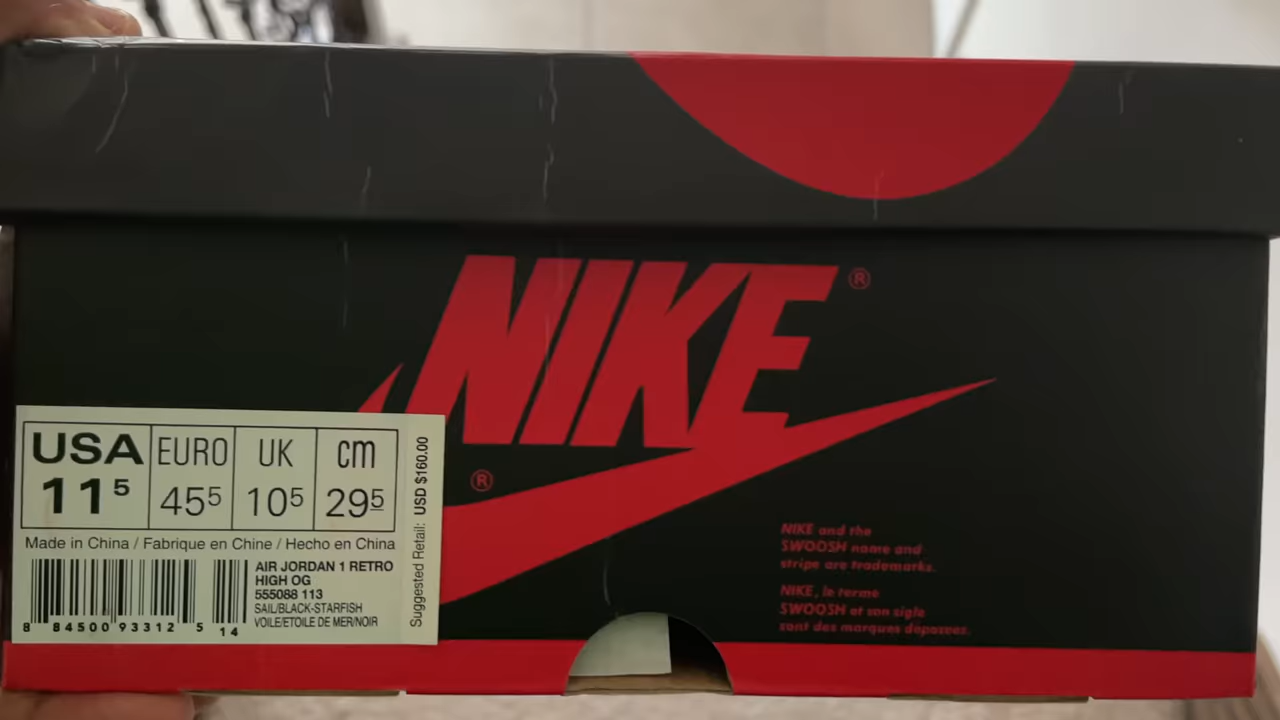 NIKE ®
®
USA EURO UK cm
11⁵ 45⁵ 10⁵ 29⁵
Made in China / Fabrique en Chine / Hecho en China
AIR JORDAN 1 RETRO
HIGH OG
555088 113
SAIL/BLACK-STARFISH
VOILE/ETOILE DE MER/NOIR
8 84500 93312 5 14
Suggested Retail: USD $160.00
NIKE and the
SWOOSH name and
stripe are trademarks.
NIKE, le terme
SWOOSH et son sigle
sont des marques déposées.